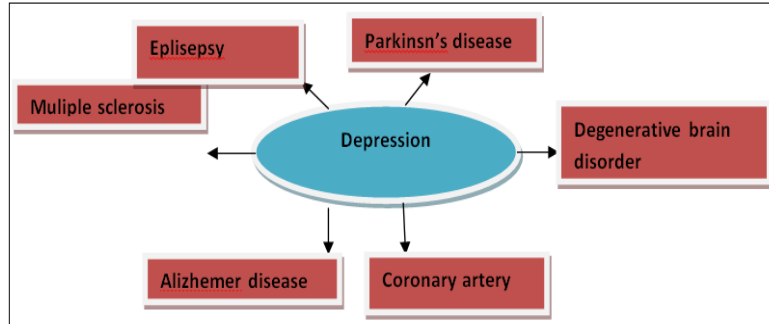 Eplisepsy
Parkinsn's disease
Muliple sclerosis
Depression
Degenerative brain
disorder
Alizhemer disease
Coronary artery